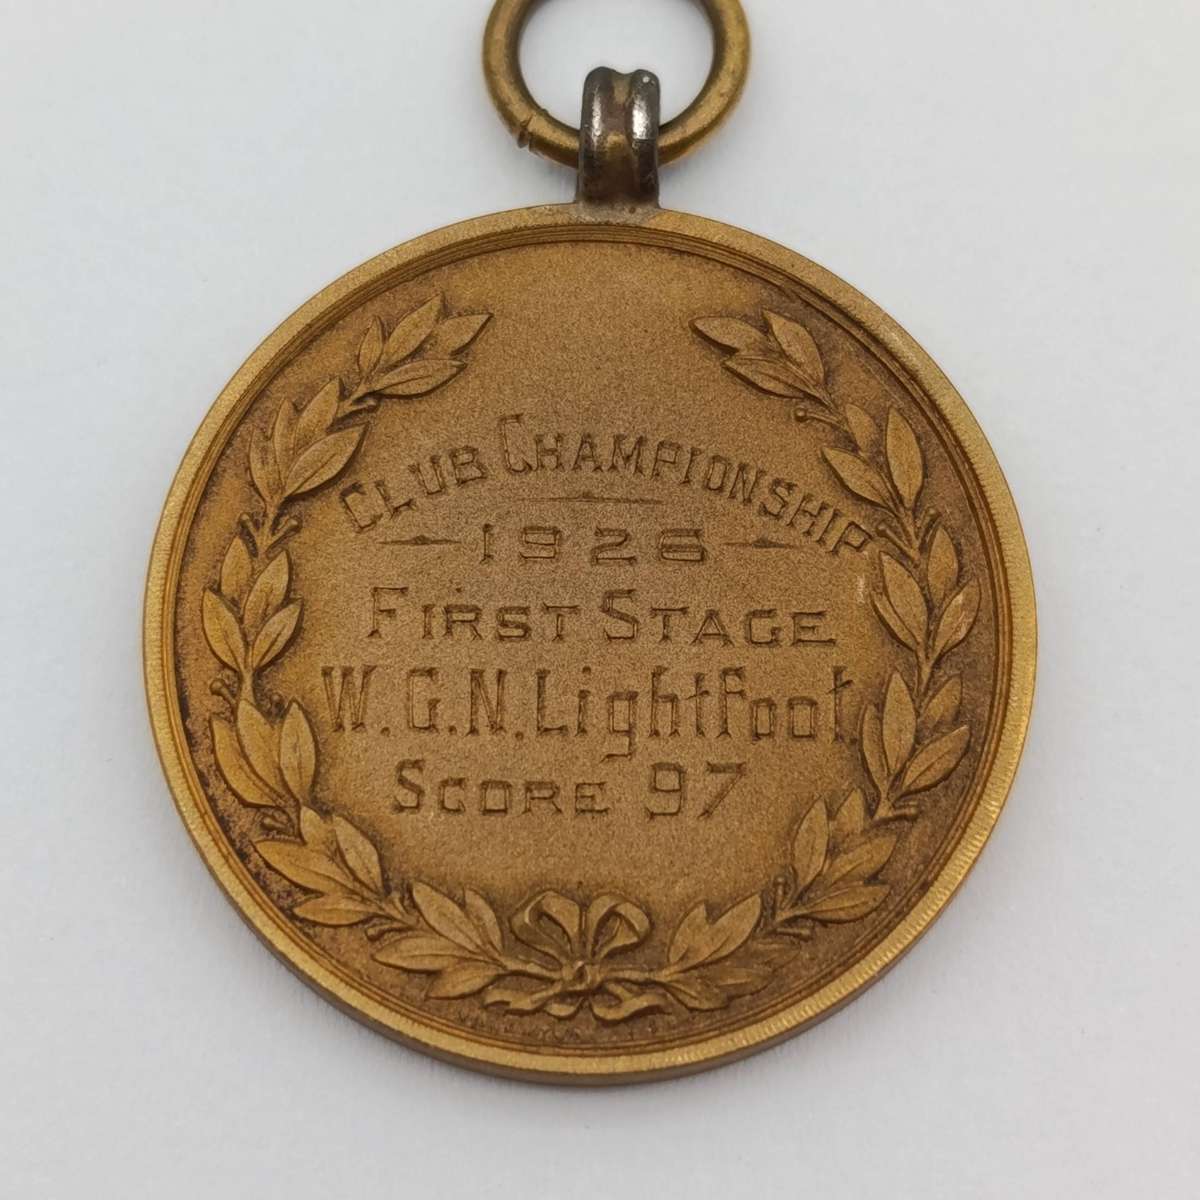 CLUB CHAMPIONSHIP
1926
FIRST STAGE
W.G.N.Lightfoot.
SCORE 97